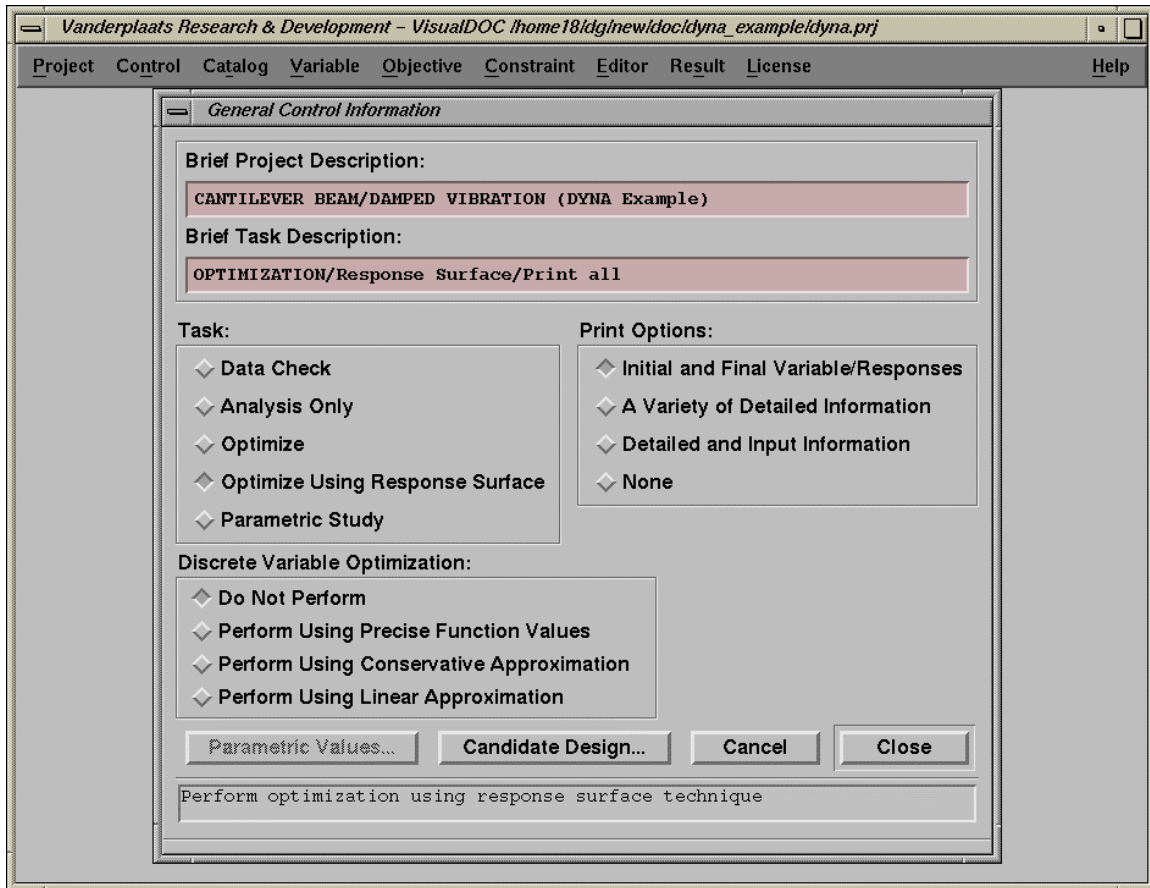 Vanderplaats Research & Development – VisualDOC /home18/dg/new/doc/dyna_example/dyna.prj
Project Control Catalog Variable Objective Constraint Editor Result License Help
General Control Information
Brief Project Description:
CANTILEVER BEAM/DAMPED VIBRATION (DYNA Example)
Brief Task Description:
OPTIMIZATION/Response Surface/Print all
Task:
Data Check
Analysis Only
Optimize
Optimize Using Response Surface
Parametric Study
Print Options:
Initial and Final Variable/Responses
A Variety of Detailed Information
Detailed and Input Information
None
Discrete Variable Optimization:
Do Not Perform
Perform Using Precise Function Values
Perform Using Conservative Approximation
Perform Using Linear Approximation
Parametric Values... Candidate Design... Cancel Close
Perform optimization using response surface technique